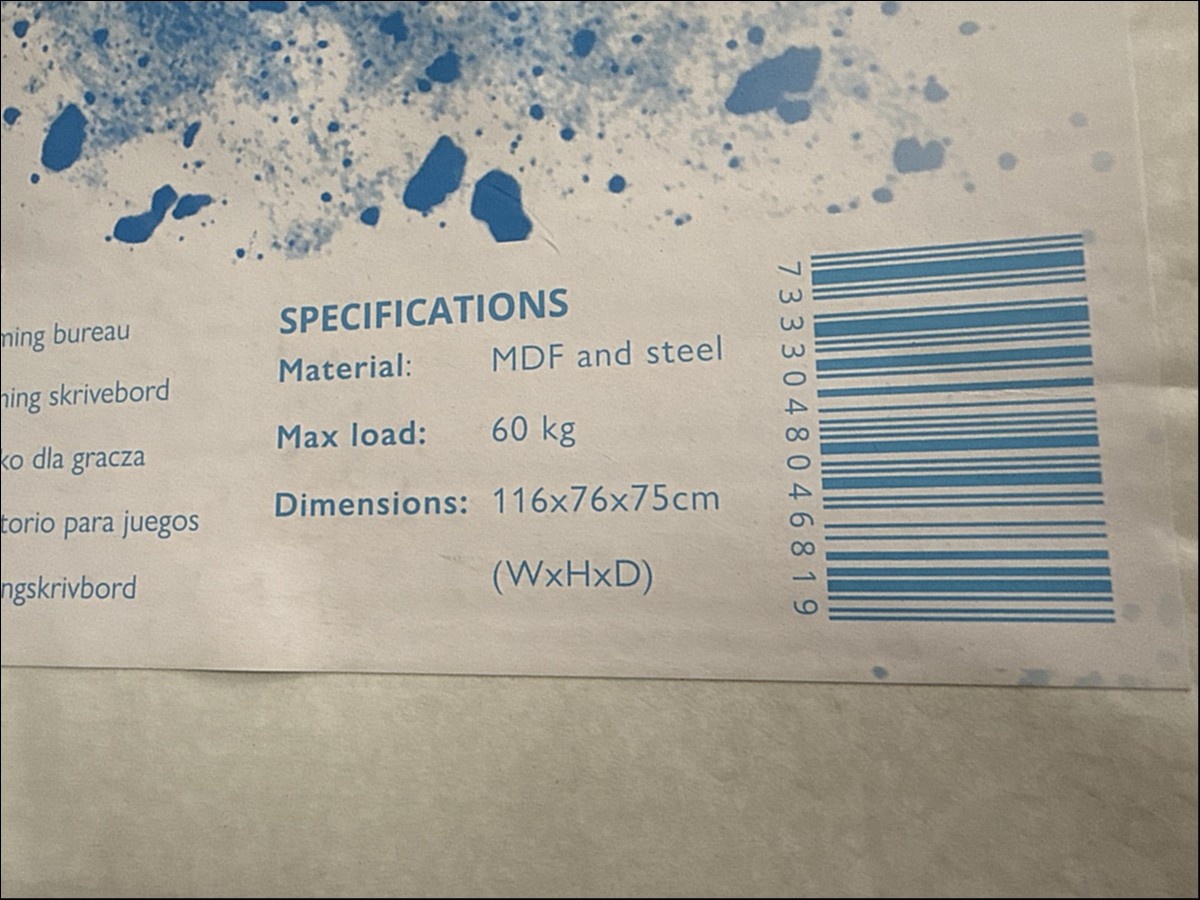 ming bureau
ning skrivebord
ko dla gracza
torio para juegos
ngskrivbord
SPECIFICATIONS
Material: MDF and steel
Max load: 60 kg
Dimensions: 116x76x75cm
(WxHxD)
7333048046819